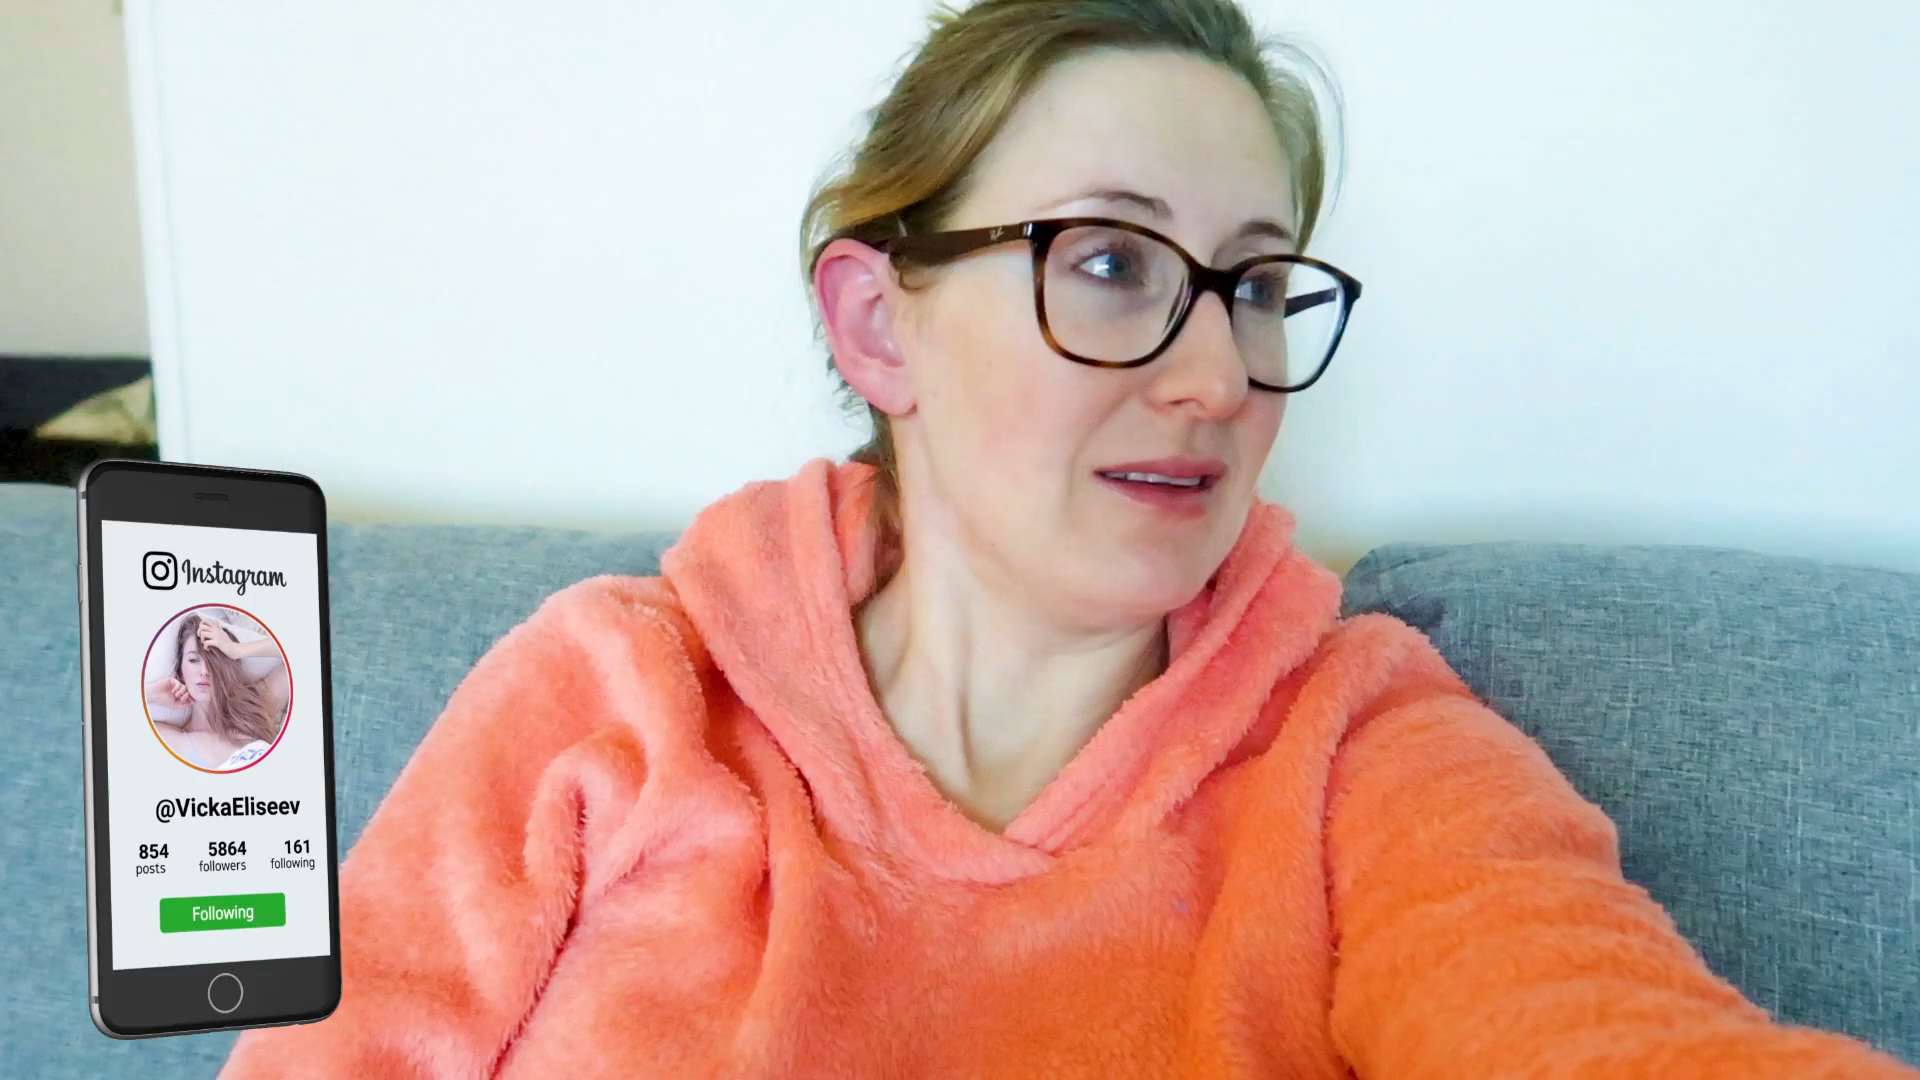 Instagram
@VickaEliseev
854 5864 161
posts followers following
Following